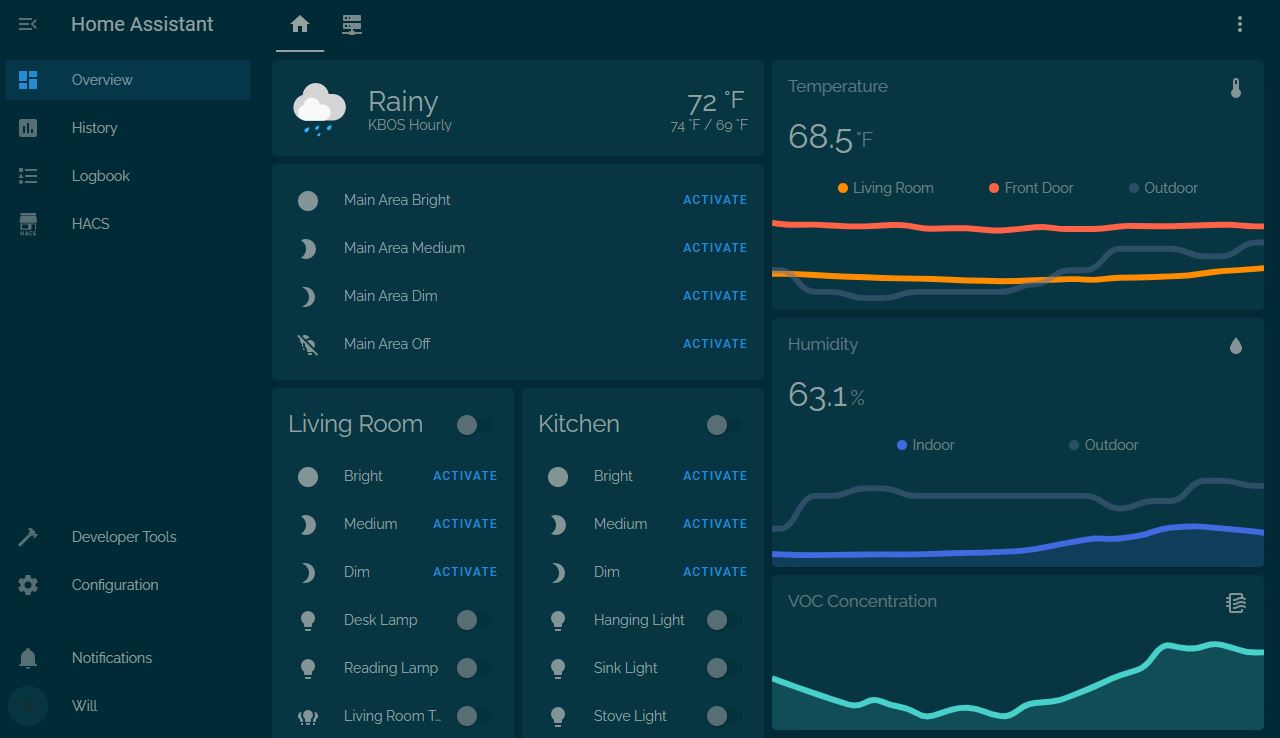 Home Assistant
Overview
History
Logbook
HACS
HACS
Developer Tools
Configuration
Notifications
W
Will
Rainy
KBOS Hourly
72 °F
74 °F / 69 °F
Main Area Bright ACTIVATE
Main Area Medium ACTIVATE
Main Area Dim ACTIVATE
Main Area Off ACTIVATE
Living Room
Bright ACTIVATE
Medium ACTIVATE
Dim ACTIVATE
Desk Lamp
Reading Lamp
Living Room T...
Kitchen
Bright ACTIVATE
Medium ACTIVATE
Dim ACTIVATE
Hanging Light
Sink Light
Stove Light
Temperature
68.5 °F
Living Room Front Door Outdoor
Humidity
63.1 %
Indoor Outdoor
VOC Concentration